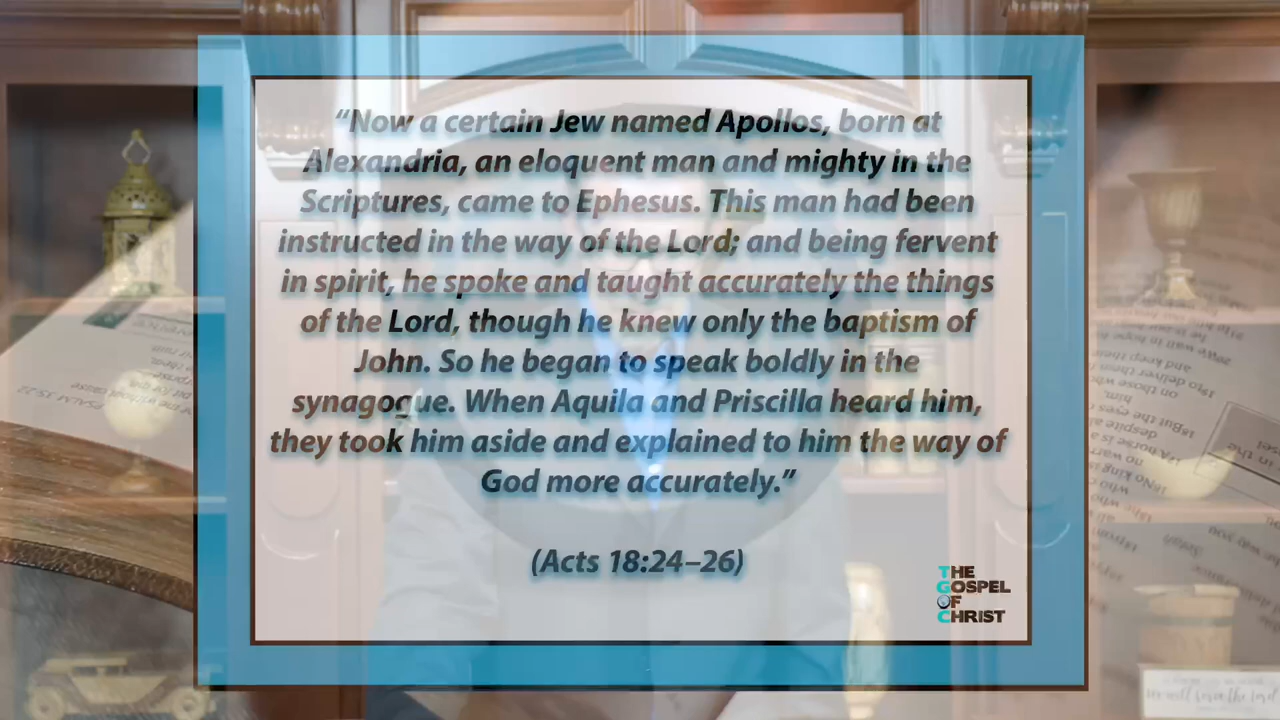 “Now a certain Jew named Apollos, born at
Alexandria, an eloquent man and mighty in the
Scriptures, came to Ephesus. This man had been
instructed in the way of the Lord; and being fervent
in spirit, he spoke and taught accurately the things
of the Lord, though he knew only the baptism of
John. So he began to speak boldly in the
synagogue. When Aquila and Priscilla heard him,
they took him aside and explained to him the way of
God more accurately.”
(Acts 18:24–26)
THE
GOSPEL
OF
CHRIST